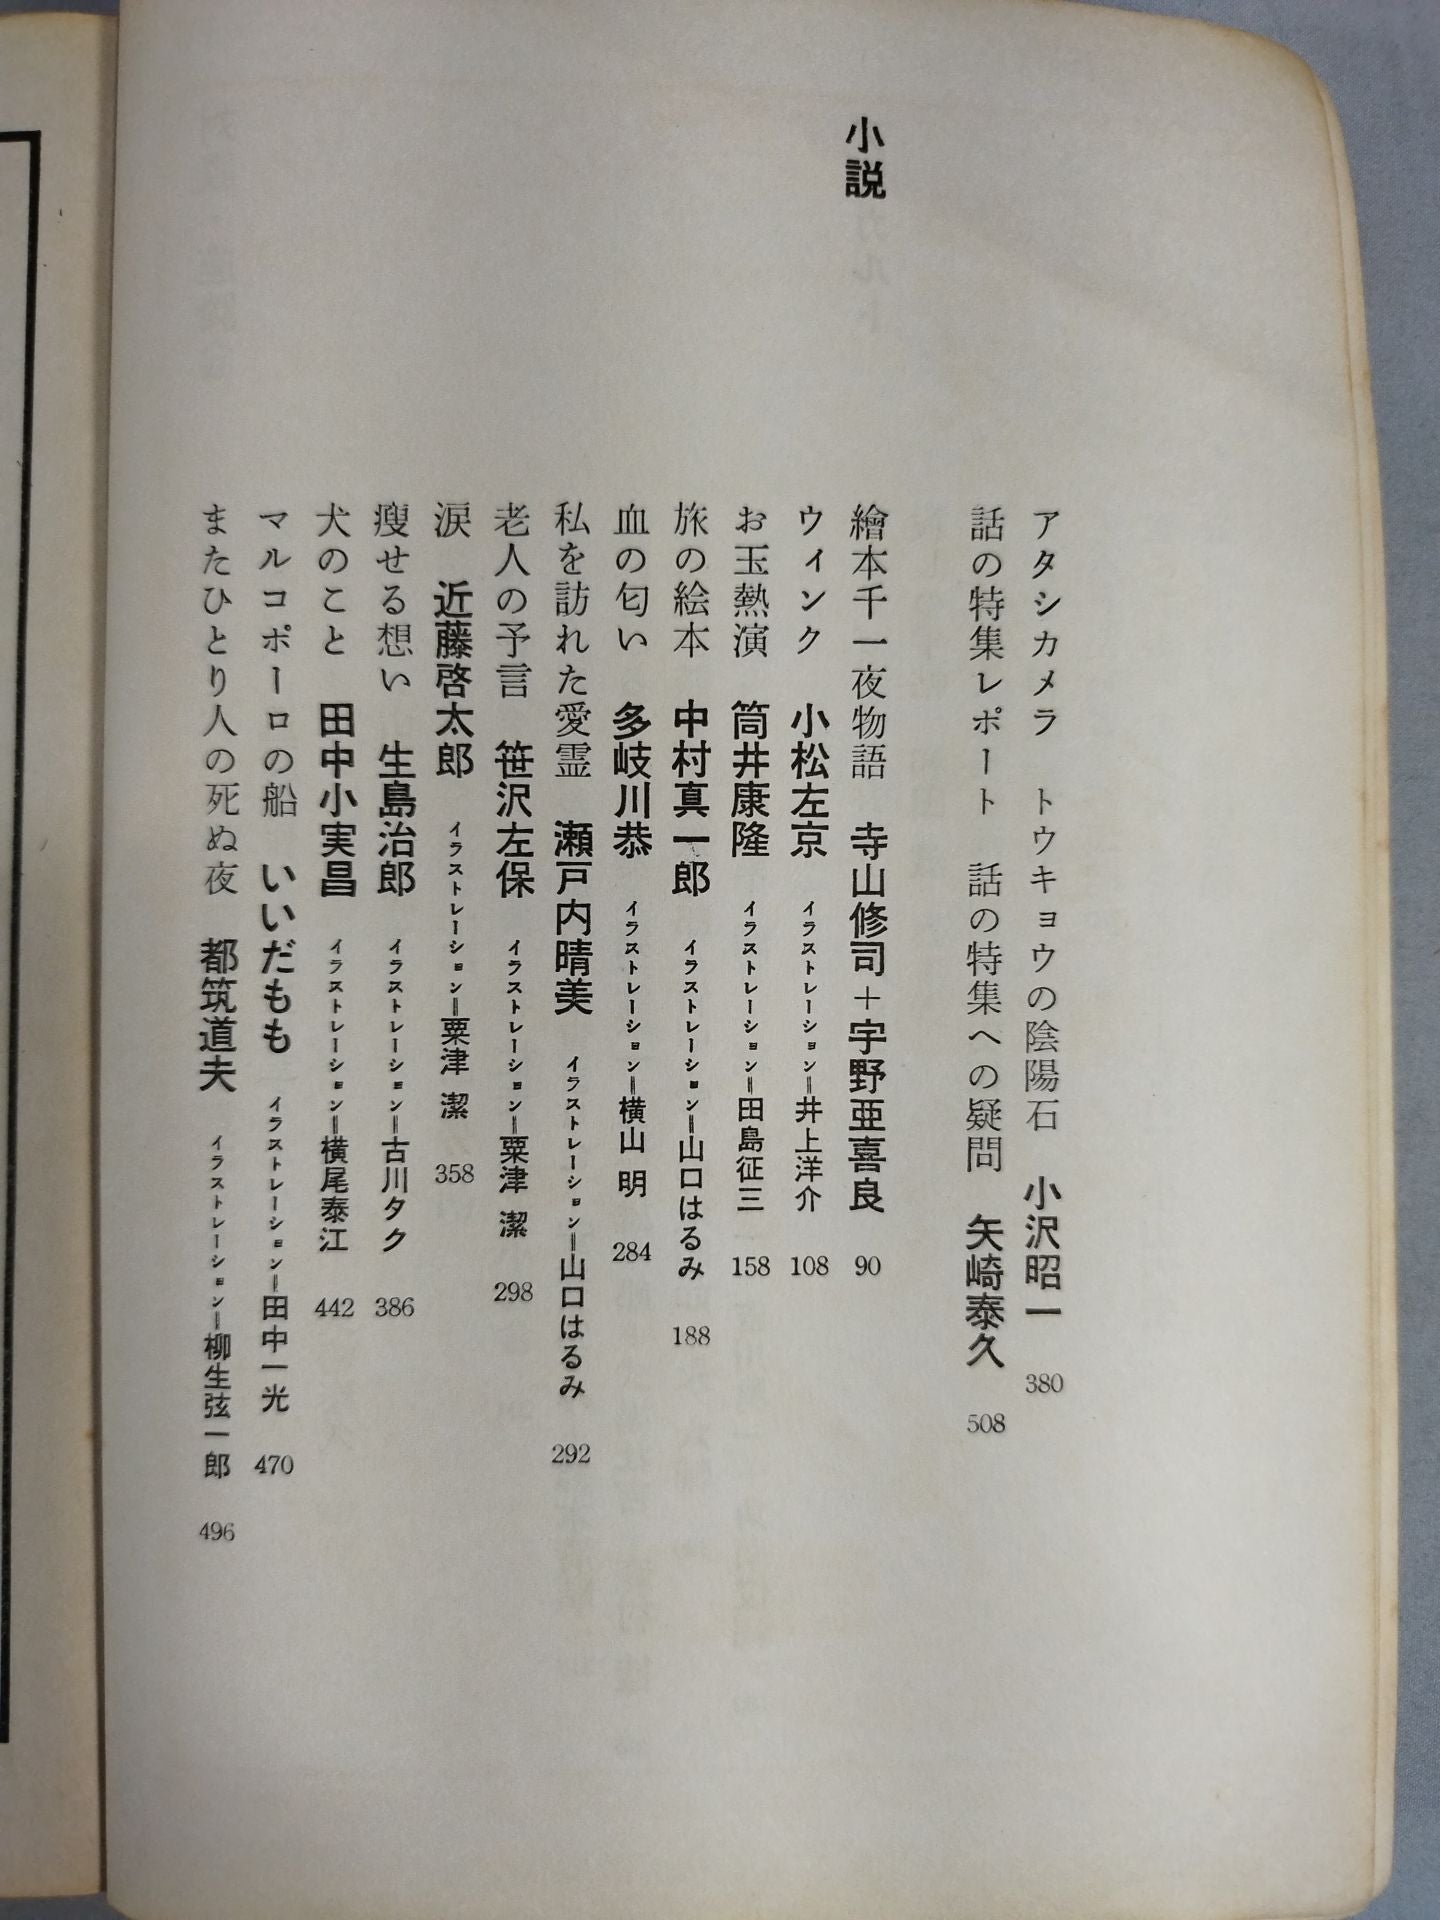 アタシカメラ トウキョウの陰陽石 小沢昭一 380
話の特集レポート 話の特集への疑問 矢崎泰久 508
小説
繪本千一夜物語 寺山修司＋宇野亜喜良 90
ウィンク 小松左京 イラストレーション＝井上洋介 108
お玉熱演 筒井康隆 イラストレーション＝田島征三 158
旅の絵本 中村真一郎 イラストレーション＝山口はるみ 188
血の匂い 多岐川恭 イラストレーション＝横山 明 284
私を訪れた愛霊 瀬戸内晴美 イラストレーション＝山口はるみ 292
老人の予言 笹沢左保 イラストレーション＝粟津 潔 298
涙 近藤啓太郎 イラストレーション＝粟津 潔 358
痩せる想い 生島治郎 イラストレーション＝古川タク 386
犬のこと 田中小実昌 イラストレーション＝横尾泰江 442
マルコポーロの船 いいだもも イラストレーション＝田中一光 470
またひとり人の死ぬ夜 都筑道夫 イラストレーション＝柳生弦一郎 496